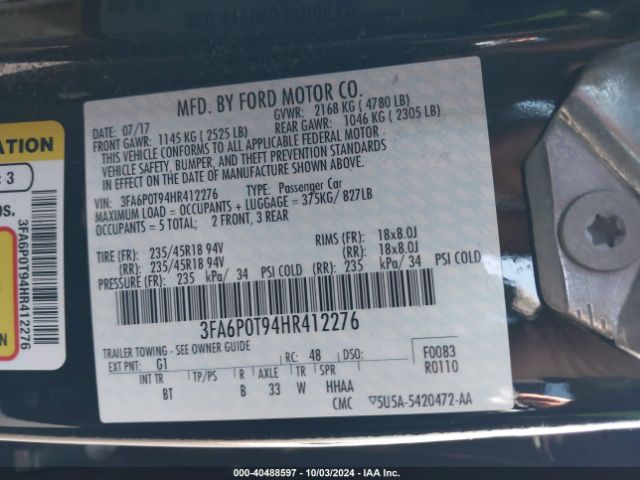 MFD. BY FORD MOTOR CO.
DATE: 07/17
GVWR: 2168 KG ( 4780 LB)
FRONT GAWR: 1145 KG ( 2525 LB)
REAR GAWR: 1046 KG ( 2305 LB)
THIS VEHICLE CONFORMS TO ALL APPLICABLE FEDERAL MOTOR
VEHICLE SAFETY, BUMPER, AND THEFT PREVENTION STANDARDS
IN EFFECT ON THE DATE OF MANUFACTURE SHOWN ABOVE.
VIN: 3FA6P0T94HR412276 TYPE: Passenger Car
MAXIMUM LOAD = OCCUPANTS + LUGGAGE = 375KG/ 827LB
OCCUPANTS = 5 TOTAL; 2 FRONT, 3 REAR
TIRE (FR): 235/45R18 94V RIMS (FR): 18x8.0J
(RR): 235/45R18 94V (RR): 18x8.0J
PRESSURE (FR): 235 kPa/ 34 PSI COLD (RR): 235 kPa/ 34 PSI COLD
3FA6P0T94HR412276
TRAILER TOWING - SEE OWNER GUIDE
EXT PNT: G1 RC: 48 DSO: F0083
R0110
INT TR TP/PS R AXLE TR SPR
BT B 33 W HHAA
CMC 5U5A-5420472-AA
ATION
: 3
OS.
3FA6P0T94HR412276
000-40488597 - 10/03/2024 - IAA Inc.